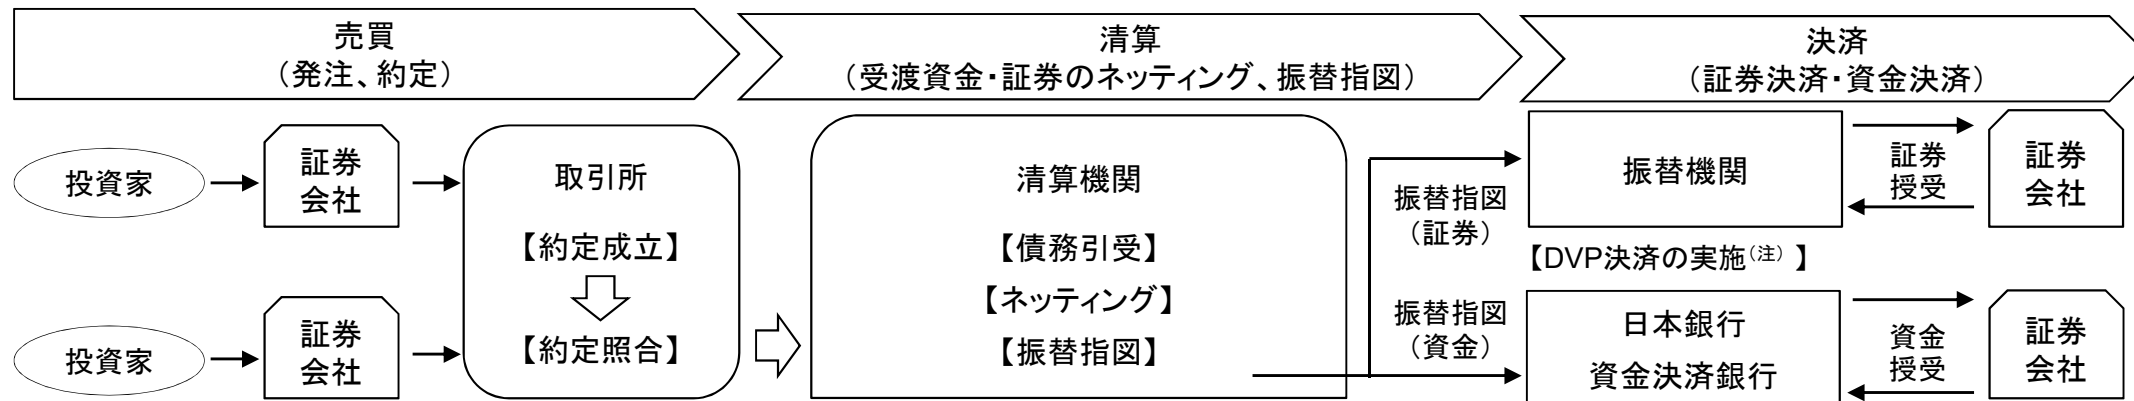 売買
（発注、約定）
清算
（受渡資金・証券のネッティング、振替指図）
決済
（証券決済・資金決済）
投資家
証券
会社
取引所
【約定成立】
【約定照合】
投資家
証券
会社
清算機関
【債務引受】
【ネッティング】
【振替指図】
振替指図
（証券）
振替指図
（資金）
振替機関
証券
授受
証券
会社
【DVP決済の実施（注）】
日本銀行
資金決済銀行
資金
授受
証券
会社